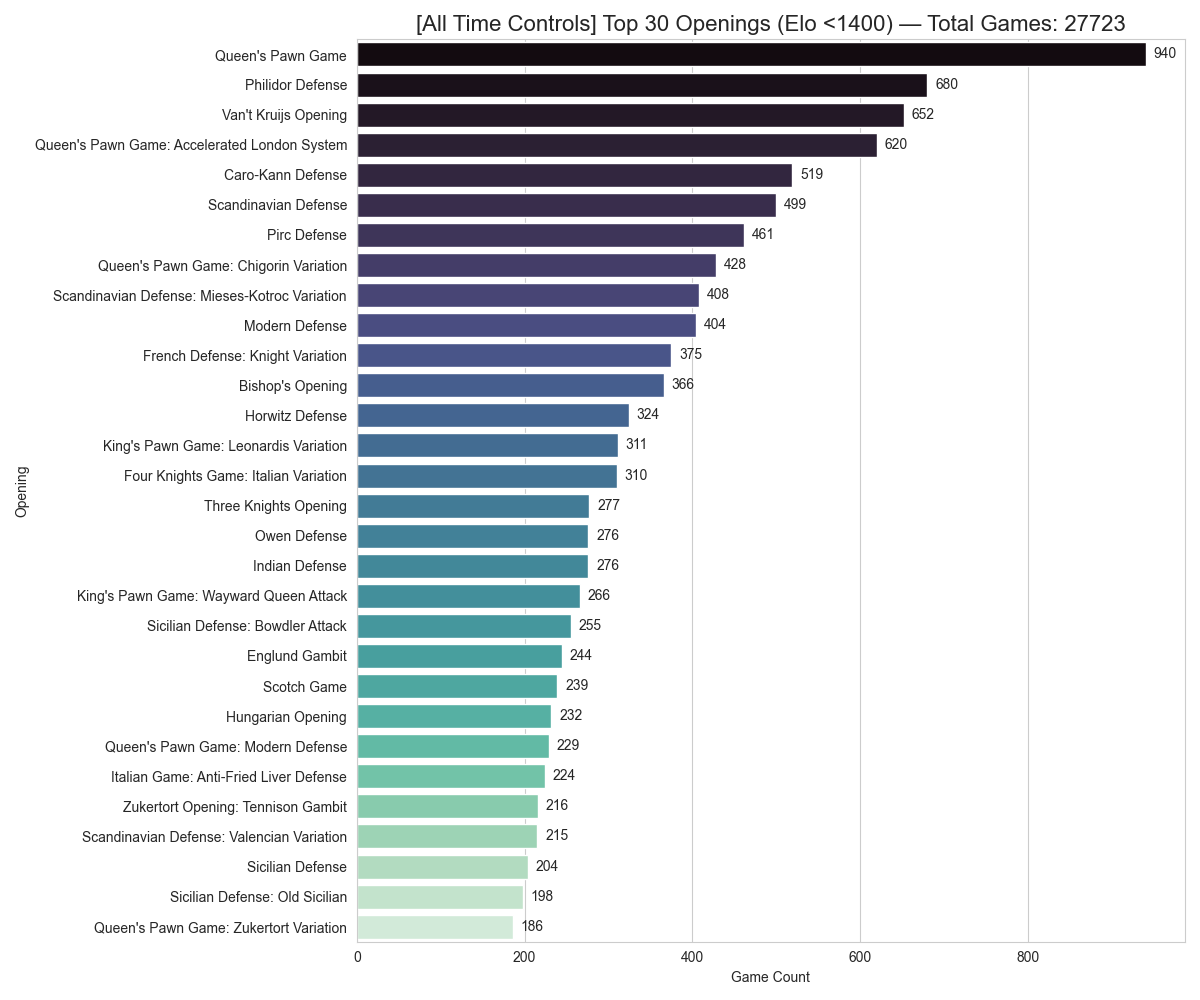 [All Time Controls] Top 30 Openings (Elo <1400) — Total Games: 27723
Queen's Pawn Game 940
Philidor Defense 680
Van't Kruijs Opening 652
Queen's Pawn Game: Accelerated London System 620
Caro-Kann Defense 519
Scandinavian Defense 499
Pirc Defense 461
Queen's Pawn Game: Chigorin Variation 428
Scandinavian Defense: Mieses-Kotroc Variation 408
Modern Defense 404
French Defense: Knight Variation 375
Bishop's Opening 366
Horwitz Defense 324
King's Pawn Game: Leonardis Variation 311
Four Knights Game: Italian Variation 310
Three Knights Opening 277
Owen Defense 276
Indian Defense 276
King's Pawn Game: Wayward Queen Attack 266
Sicilian Defense: Bowdler Attack 255
Englund Gambit 244
Scotch Game 239
Hungarian Opening 232
Queen's Pawn Game: Modern Defense 229
Italian Game: Anti-Fried Liver Defense 224
Zukertort Opening: Tennison Gambit 216
Scandinavian Defense: Valencian Variation 215
Sicilian Defense 204
Sicilian Defense: Old Sicilian 198
Queen's Pawn Game: Zukertort Variation 186
Opening
0 200 400 600 800
Game Count